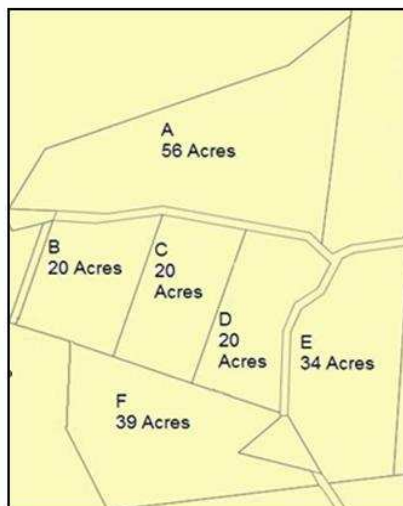 A
56 Acres
B
20 Acres
C
20
Acres
D
20
Acres
E
34 Acres
F
39 Acres